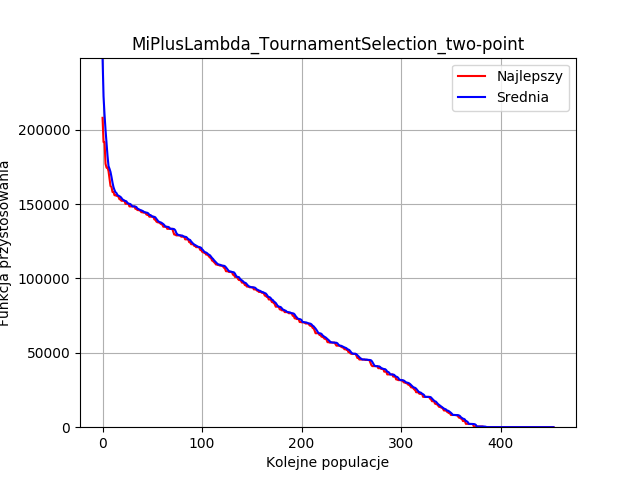 MiPlusLambda_TournamentSelection_two-point
Najlepszy
Srednia
200000
150000
100000
50000
0
Funkcja przystosowania
0 100 200 300 400
Kolejne populacje